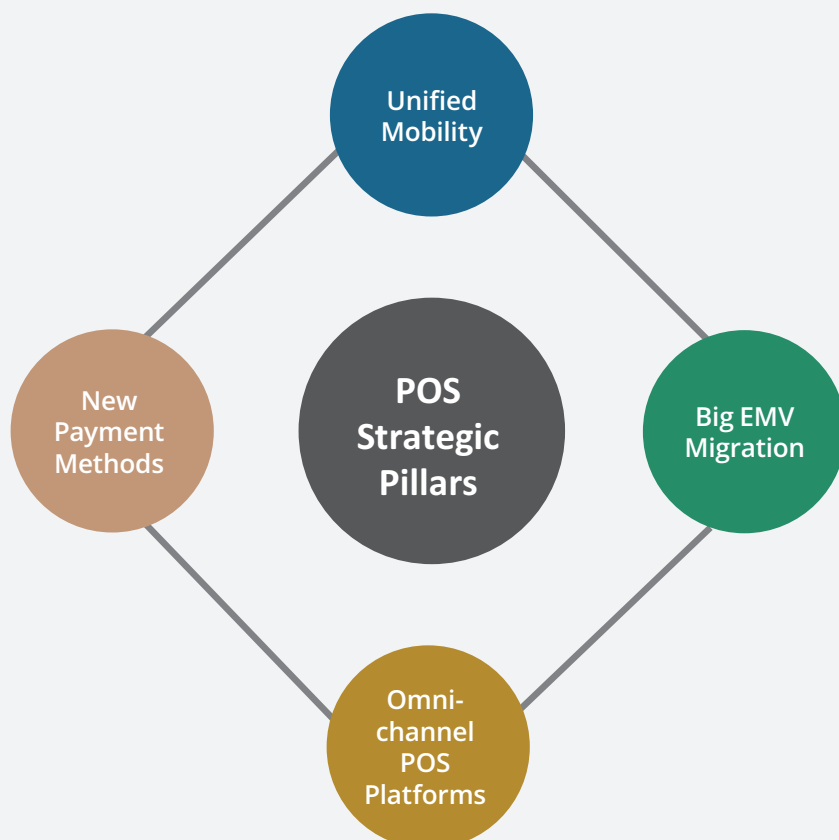 Unified
Mobility
New
Payment
Methods
POS
Strategic
Pillars
Big EMV
Migration
Omni-
channel
POS
Platforms